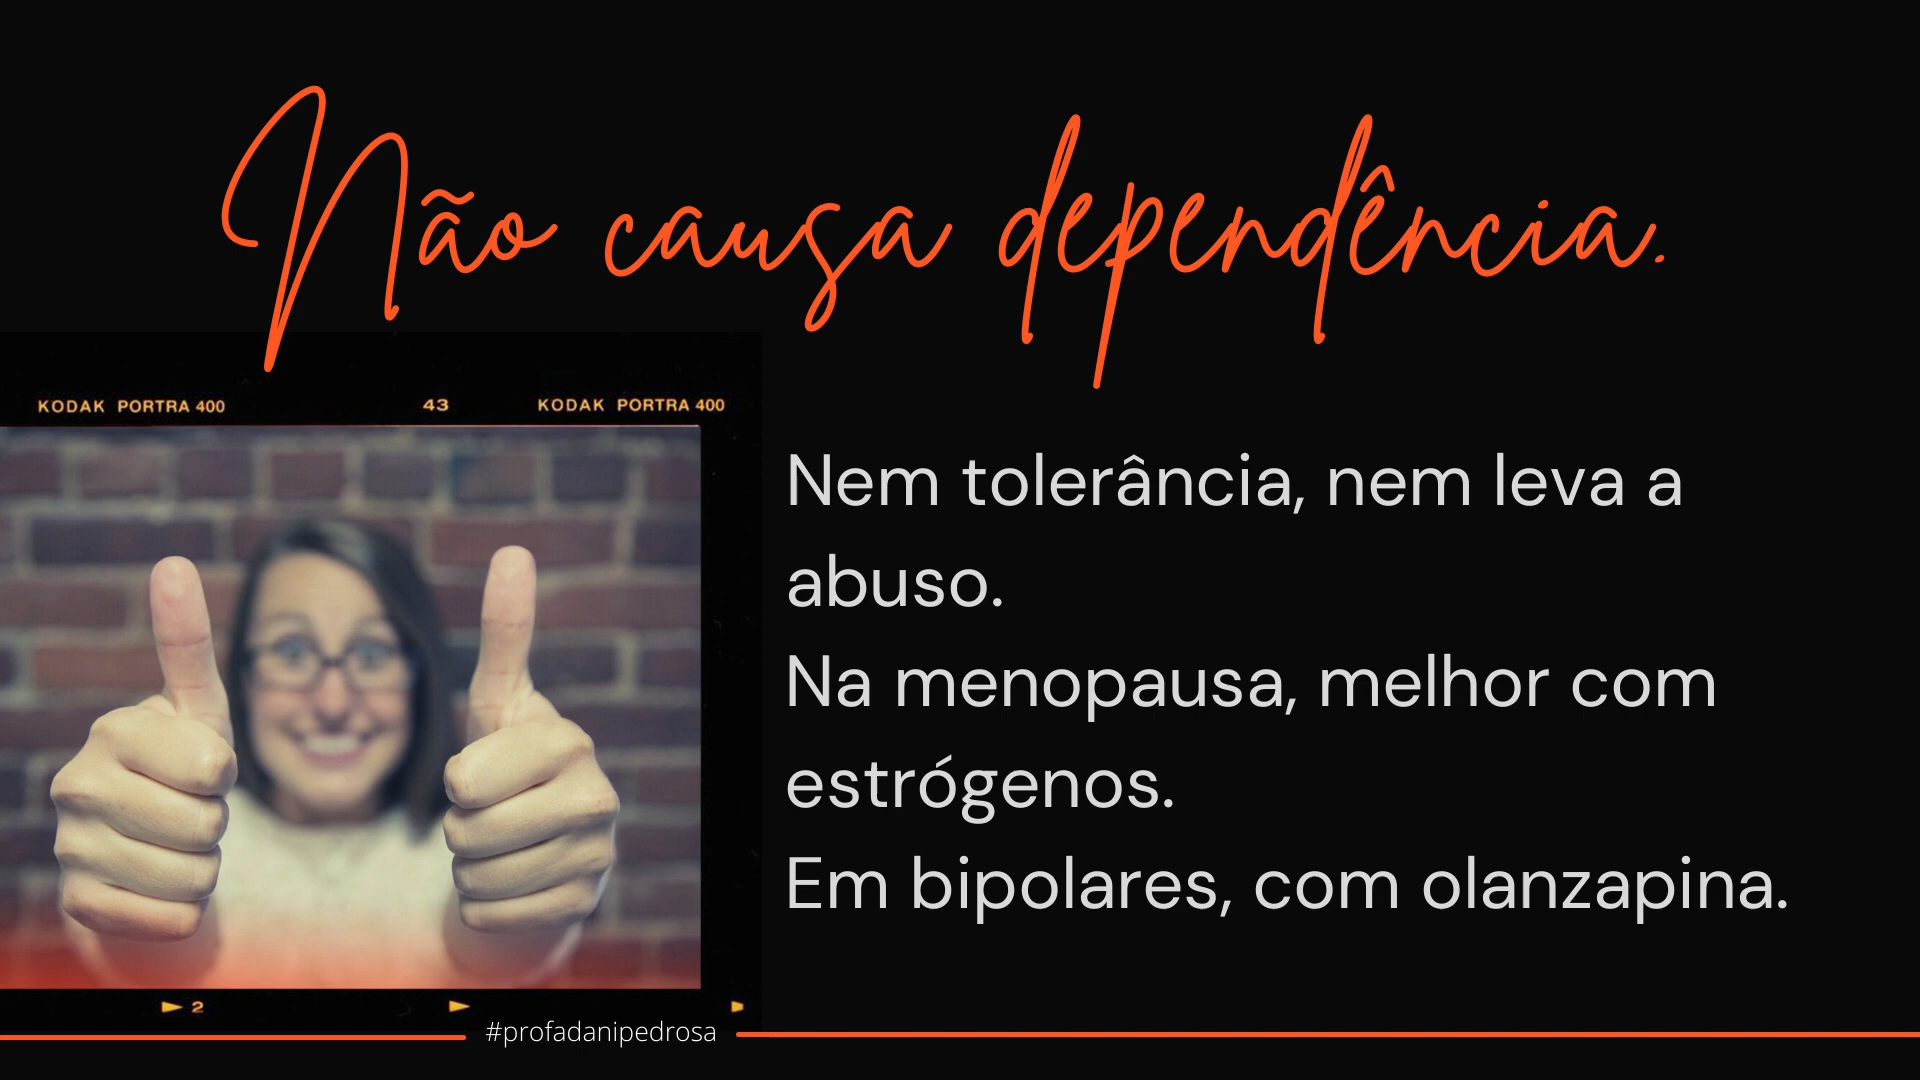 Não causa dependência.
KODAK PORTRA 400 43 KODAK PORTRA 400
Nem tolerância, nem leva a
abuso.
Na menopausa, melhor com
estrógenos.
Em bipolares, com olanzapina.
2
#profadanipedrosa